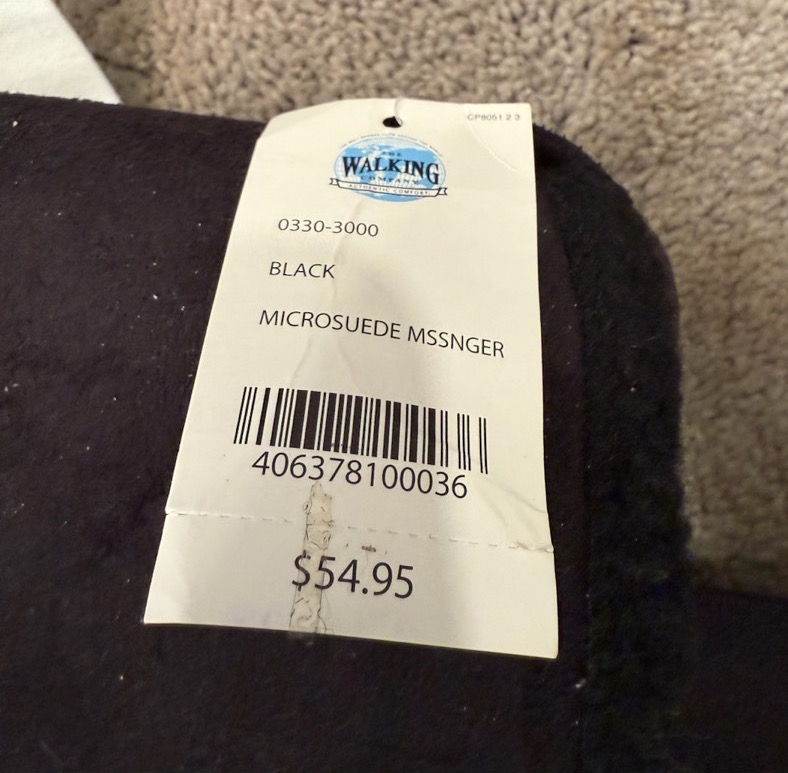 CP8051 2 3
THE
WALKING
COMPANY
AUTHENTIC COMFORT
0330-3000
BLACK
MICROSUEDE MSSNGER
406378100036
$54.95